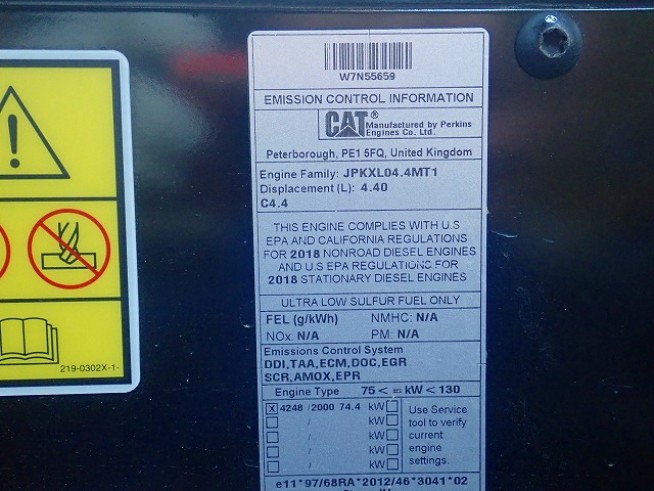 W7N55659
EMISSION CONTROL INFORMATION
CAT® Manufactured by Perkins
Engines Co. Ltd.
Peterborough, PE1 5FQ, United Kingdom
Engine Family: JPKXL04.4MT1
Displacement (L): 4.40
C4.4
THIS ENGINE COMPLIES WITH U.S
EPA AND CALIFORNIA REGULATIONS
FOR 2018 NONROAD DIESEL ENGINES
AND U.S EPA REGULATIONS FOR
2018 STATIONARY DIESEL ENGINES
ULTRA LOW SULFUR FUEL ONLY
FEL (g/kWh) NMHC: N/A
NOx: N/A PM: N/A
Emissions Control System
DDI,TAA,ECM,DOC,EGR
SCR,AMOX,EPR
Engine Type 75 < = kW < 130
X 4248 / 2000 74.4 kW
/ kW
/ kW
/ kW
/ kW
Use Service
tool to verify
current
engine
settings.
e11*97/68RA*2012/46*3041*02
219-0302X-1-